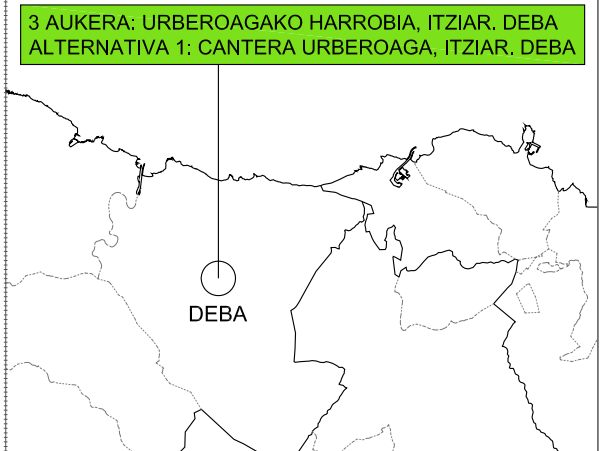 3 AUKERA: URBEROAGAKO HARROBIA, ITZIAR. DEBA
ALTERNATIVA 1: CANTERA URBEROAGA, ITZIAR. DEBA
DEBA